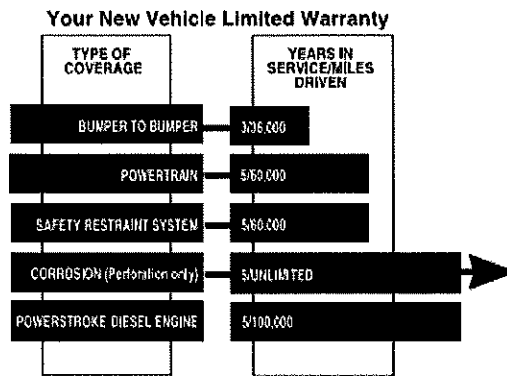 Your New Vehicle Limited Warranty
TYPE OF
COVERAGE
YEARS IN
SERVICE/MILES
DRIVEN
BUMPER TO BUMPER
3/36,000
POWERTRAIN
5/60,000
SAFETY RESTRAINT SYSTEM
5/60,000
CORROSION (Perforation only)
5/UNLIMITED
POWERSTROKE DIESEL ENGINE
5/100,000